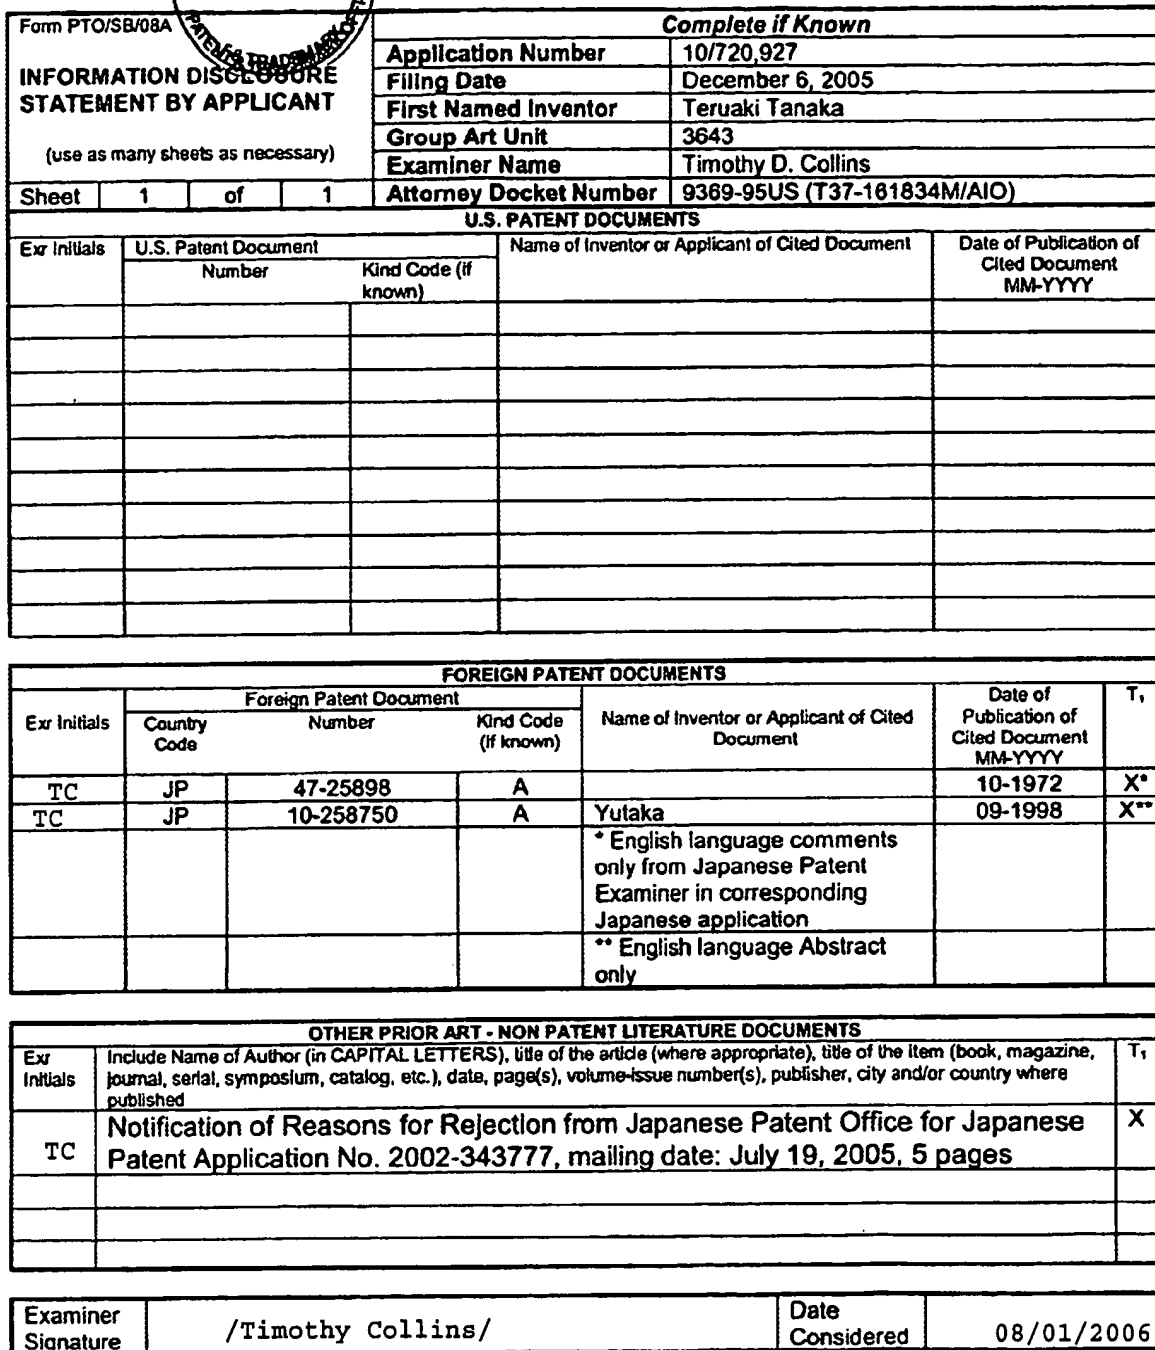 Form PTO/SB/08A
INFORMATION DISCLOSURE
STATEMENT BY APPLICANT
(use as many sheets as necessary)
Sheet 1 of 1
Complete if Known
Application Number 10/720,927
Filing Date December 6, 2005
First Named Inventor Teruaki Tanaka
Group Art Unit 3643
Examiner Name Timothy D. Collins
Attorney Docket Number 9369-95US (T37-161834M/AIO)
U.S. PATENT DOCUMENTS
Exr Initials
U.S. Patent Document
Number
Kind Code (if
known)
Name of Inventor or Applicant of Cited Document
Date of Publication of
Cited Document
MM-YYYY
FOREIGN PATENT DOCUMENTS
Exr Initials
Foreign Patent Document
Country
Code
Number
Kind Code
(if known)
Name of Inventor or Applicant of Cited
Document
Date of
Publication of
Cited Document
MM-YYYY
T1
TC JP 47-25898 A 10-1972 X*
TC JP 10-258750 A Yutaka 09-1998 X**
* English language comments
only from Japanese Patent
Examiner in corresponding
Japanese application
** English language Abstract
only
OTHER PRIOR ART - NON PATENT LITERATURE DOCUMENTS
Exr
Initials
Include Name of Author (in CAPITAL LETTERS), title of the article (where appropriate), title of the item (book, magazine,
journal, serial, symposium, catalog, etc.), date, page(s), volume-issue number(s), publisher, city and/or country where
published
T1
TC
Notification of Reasons for Rejection from Japanese Patent Office for Japanese
Patent Application No. 2002-343777, mailing date: July 19, 2005, 5 pages
X
Examiner
Signature
/Timothy Collins/
Date
Considered
08/01/2006